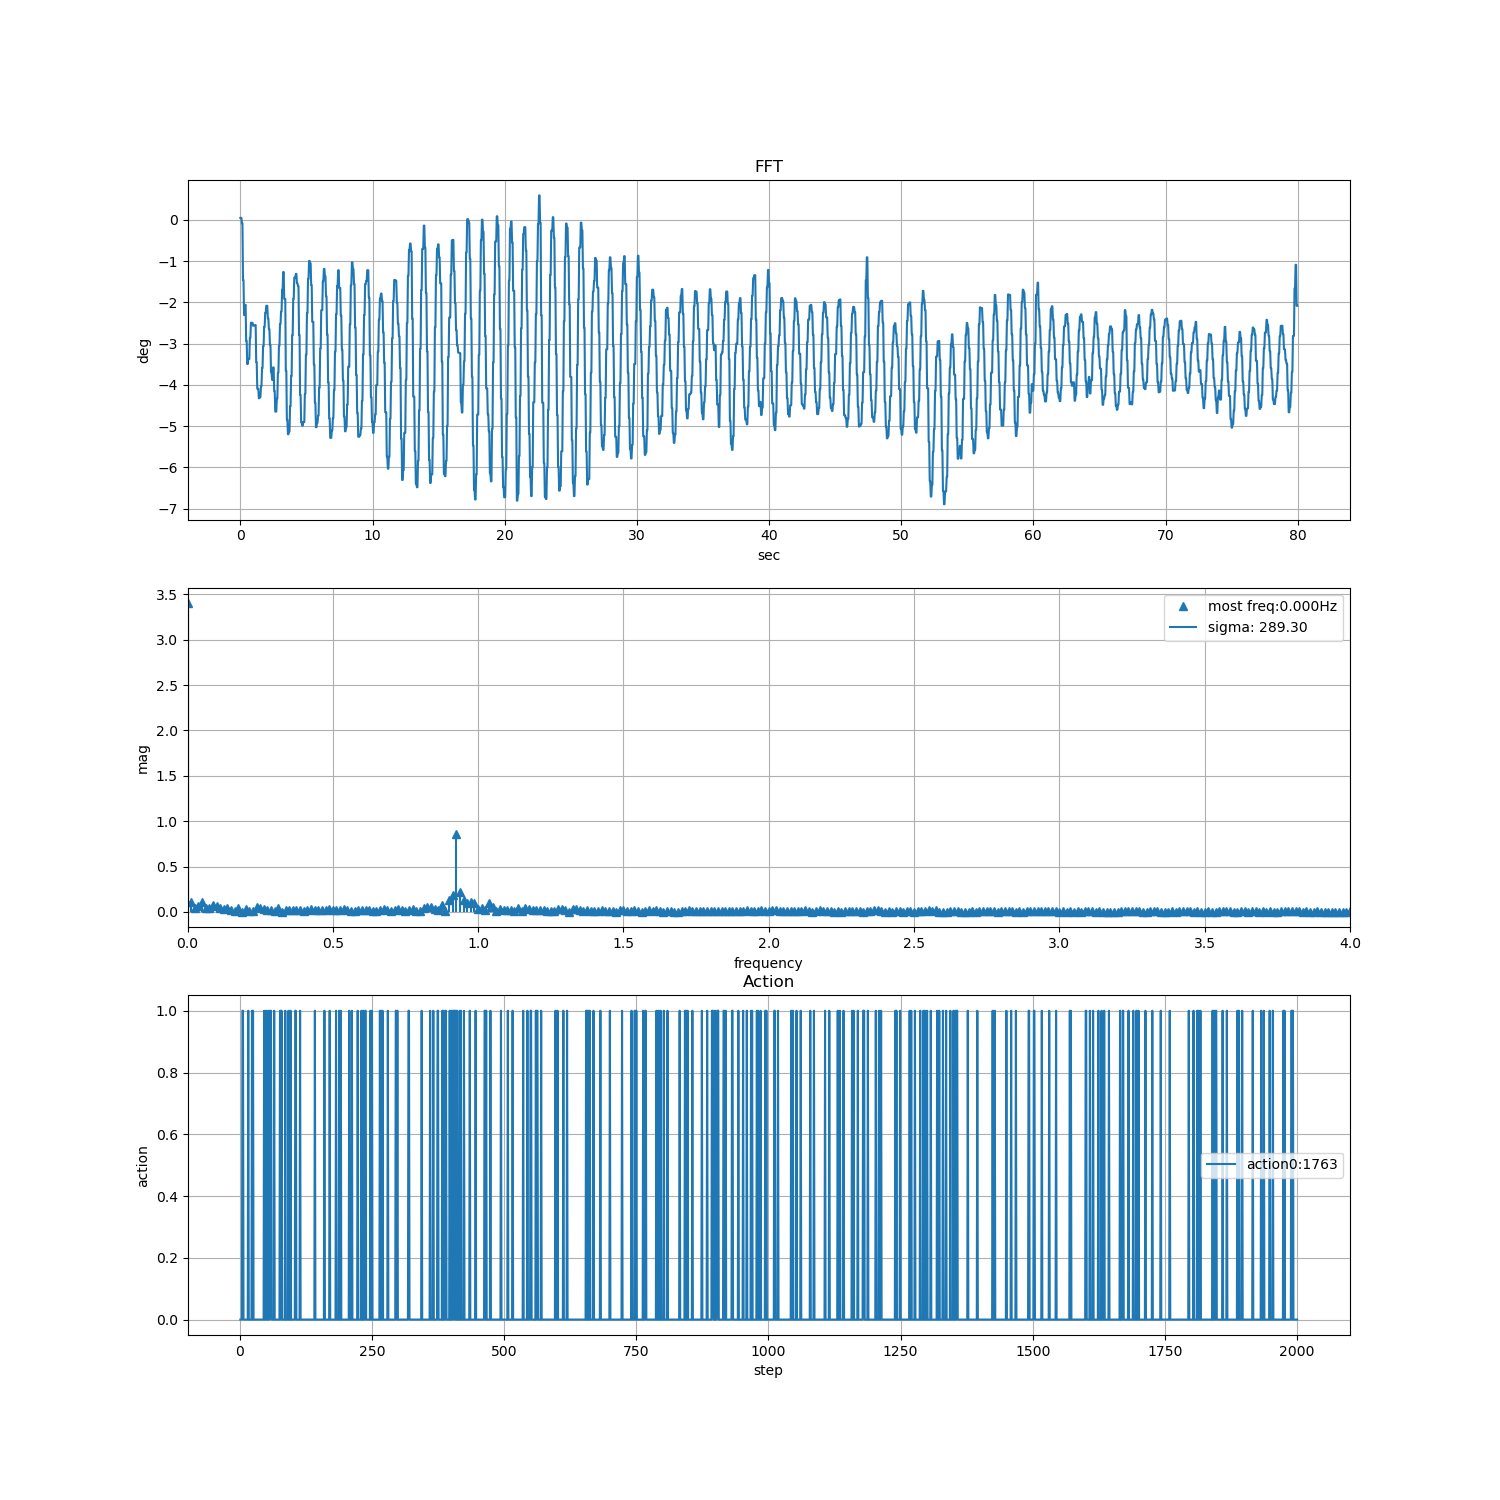 FFT
0
−1
−2
−3
−4
−5
−6
−7
deg
0 10 20 30 40 50 60 70 80
sec
3.5
3.0
2.5
2.0
1.5
1.0
0.5
0.0
mag
most freq:0.000Hz
sigma: 289.30
0.0 0.5 1.0 1.5 2.0 2.5 3.0 3.5 4.0
frequency
Action
1.0
0.8
0.6
0.4
0.2
0.0
action
action0:1763
0 250 500 750 1000 1250 1500 1750 2000
step